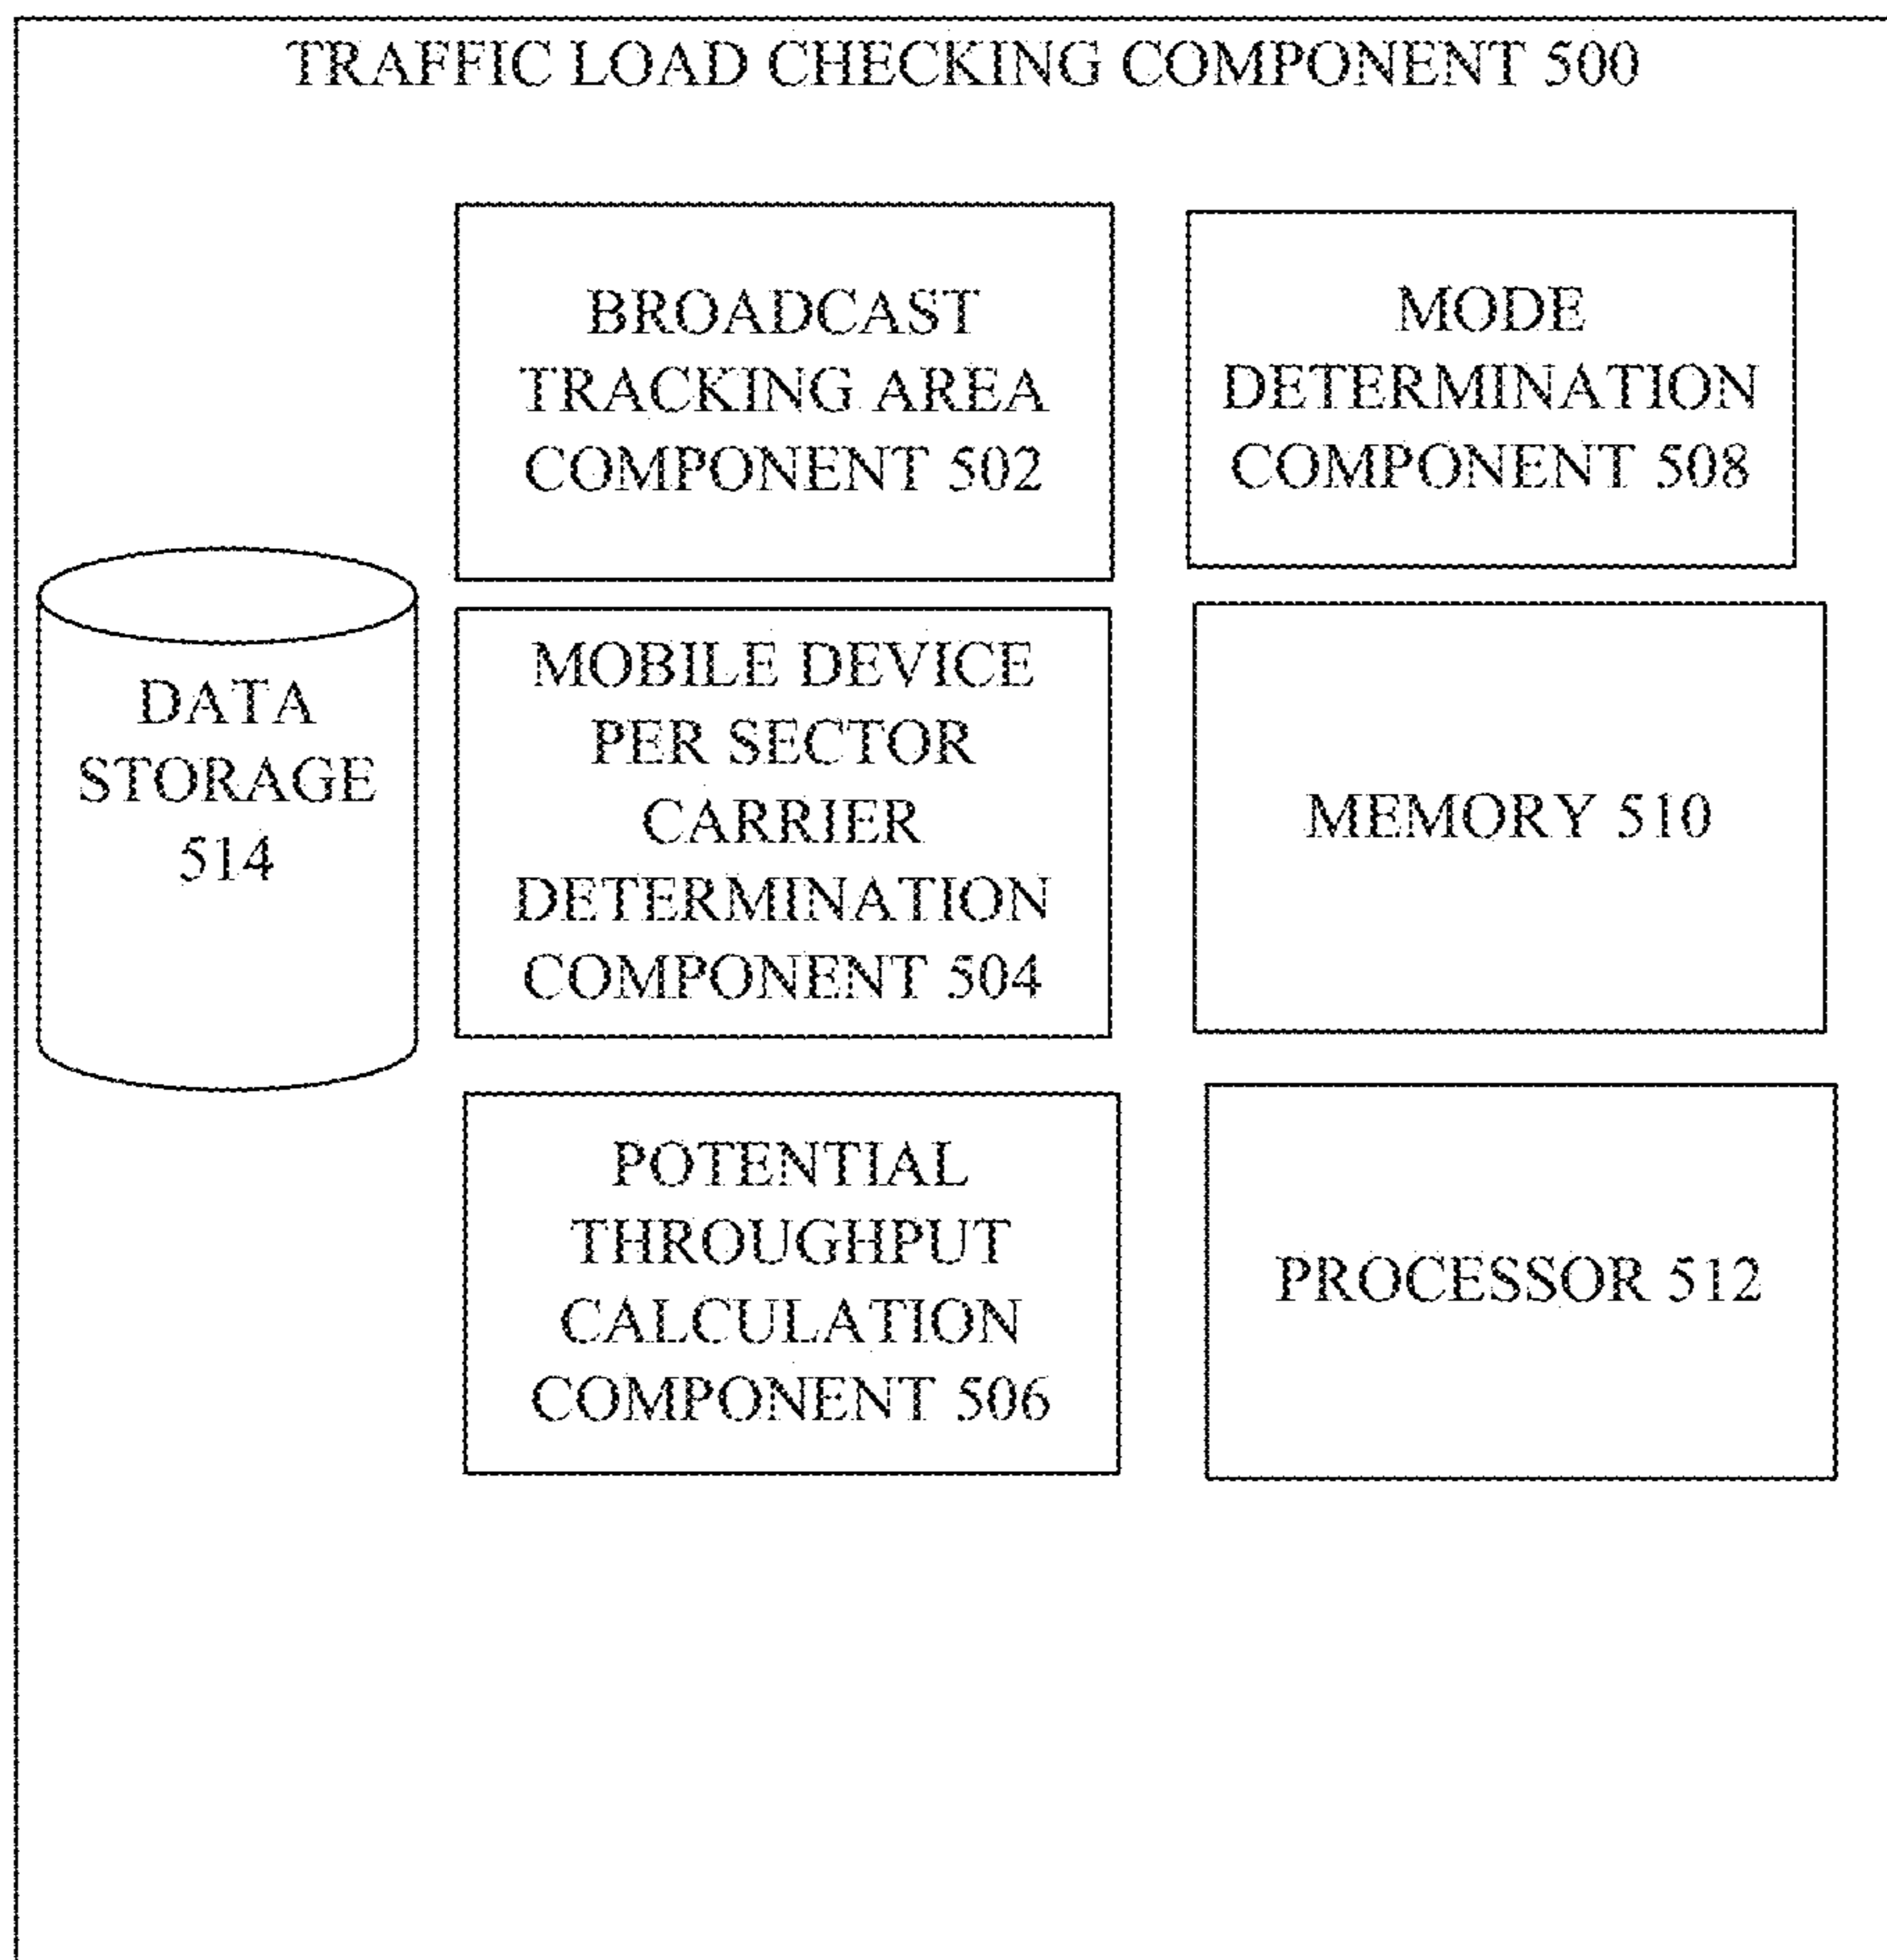 TRAFFIC LOAD CHECKING COMPONENT 500
BROADCAST
TRACKING AREA
COMPONENT 502
MODE
DETERMINATION
COMPONENT 508
DATA
STORAGE
514
MOBILE DEVICE
PER SECTOR
CARRIER
DETERMINATION
COMPONENT 504
MEMORY 510
POTENTIAL
THROUGHPUT
CALCULATION
COMPONENT 506
PROCESSOR 512